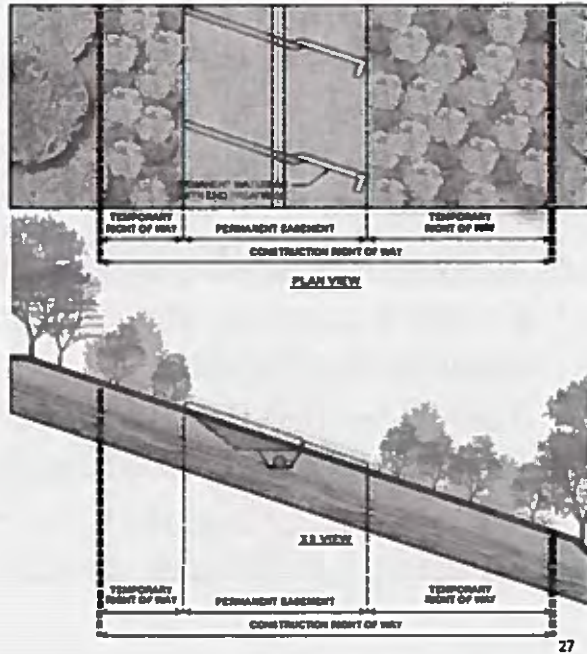 TEMPORARY
RIGHT OF WAY
PERMANENT EASEMENT
TEMPORARY
RIGHT OF WAY
CONSTRUCTION RIGHT OF WAY
PLAN VIEW
XS VIEW
TEMPORARY
RIGHT OF WAY
PERMANENT EASEMENT
TEMPORARY
RIGHT OF WAY
CONSTRUCTION RIGHT OF WAY
27